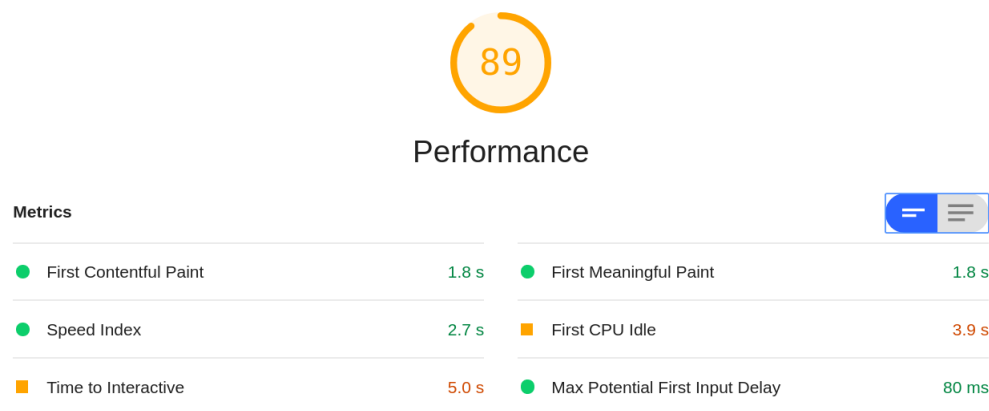 89
Performance
Metrics
First Contentful Paint 1.8 s
First Meaningful Paint 1.8 s
Speed Index 2.7 s
First CPU Idle 3.9 s
Time to Interactive 5.0 s
Max Potential First Input Delay 80 ms